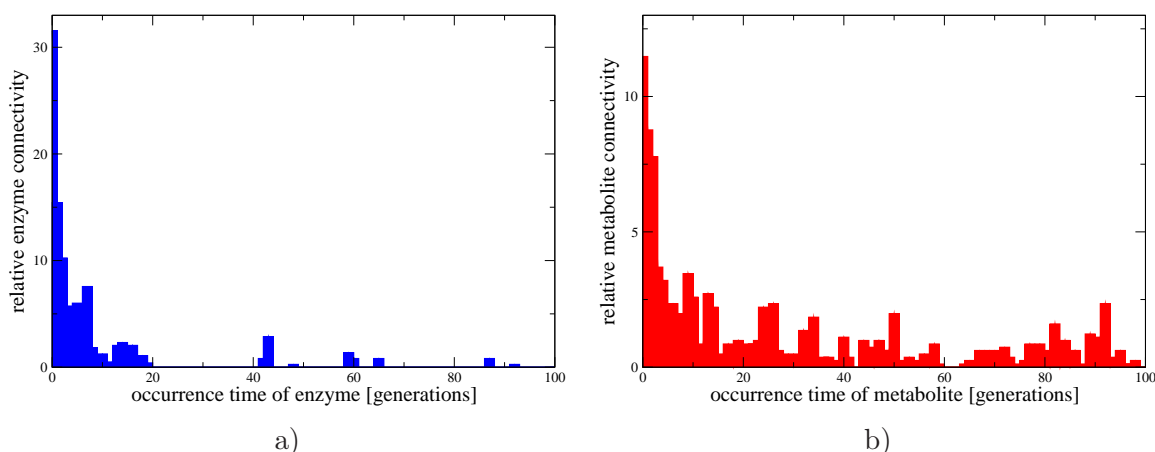 relative enzyme connectivity
30
20
10
0
0 20 40 60 80 100
occurrence time of enzyme [generations]
a)
relative metabolite connectivity
10
5
0
0 20 40 60 80 100
occurrence time of metabolite [generations]
b)